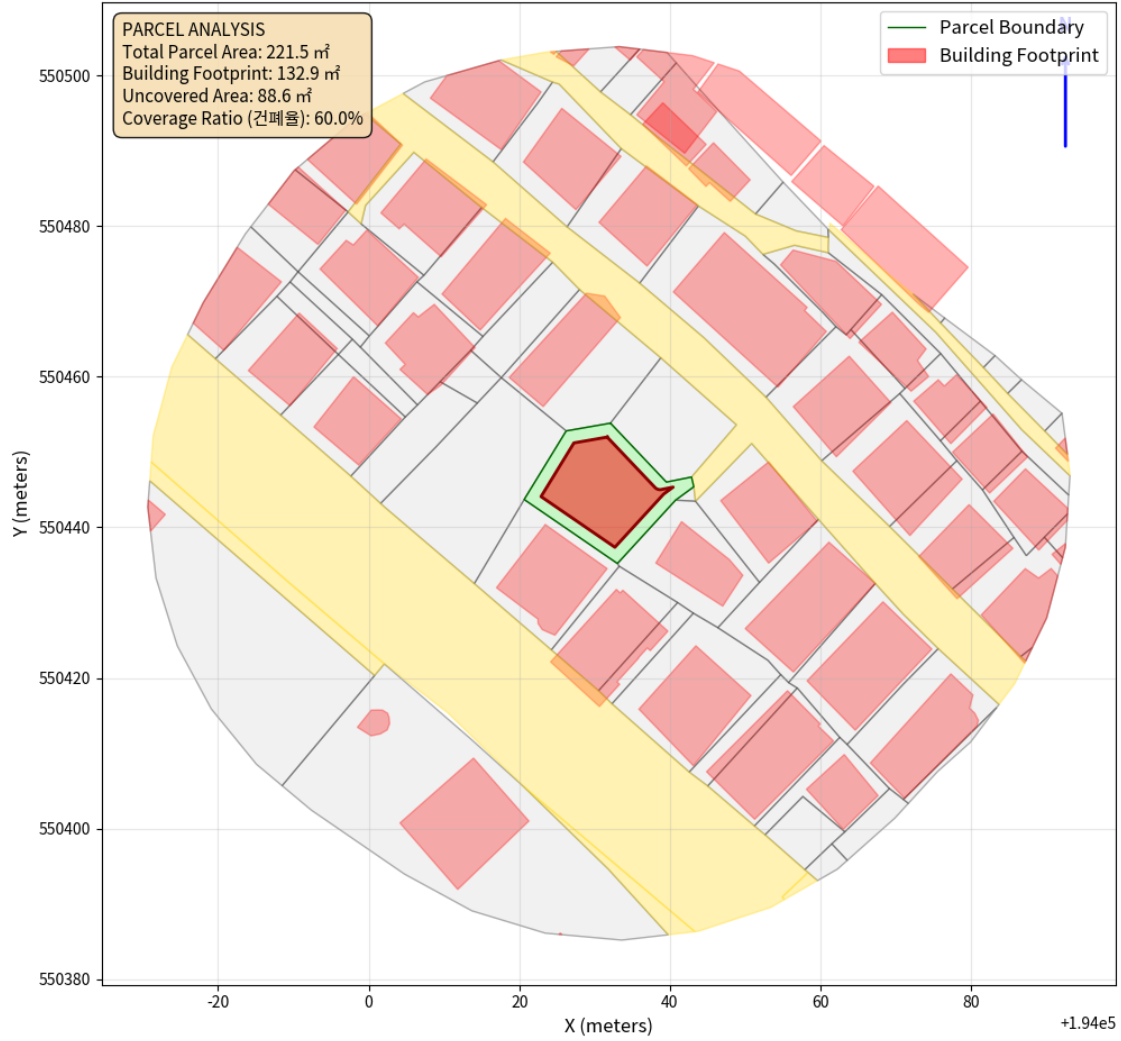 PARCEL ANALYSIS
Total Parcel Area: 221.5 ㎡
Building Footprint: 132.9 ㎡
Uncovered Area: 88.6 ㎡
Coverage Ratio (건폐율): 60.0%
Parcel Boundary
Building Footprint
550500
550480
550460
550440
550420
550400
550380
Y (meters)
-20 0 20 40 60 80
X (meters)
+1.94e5